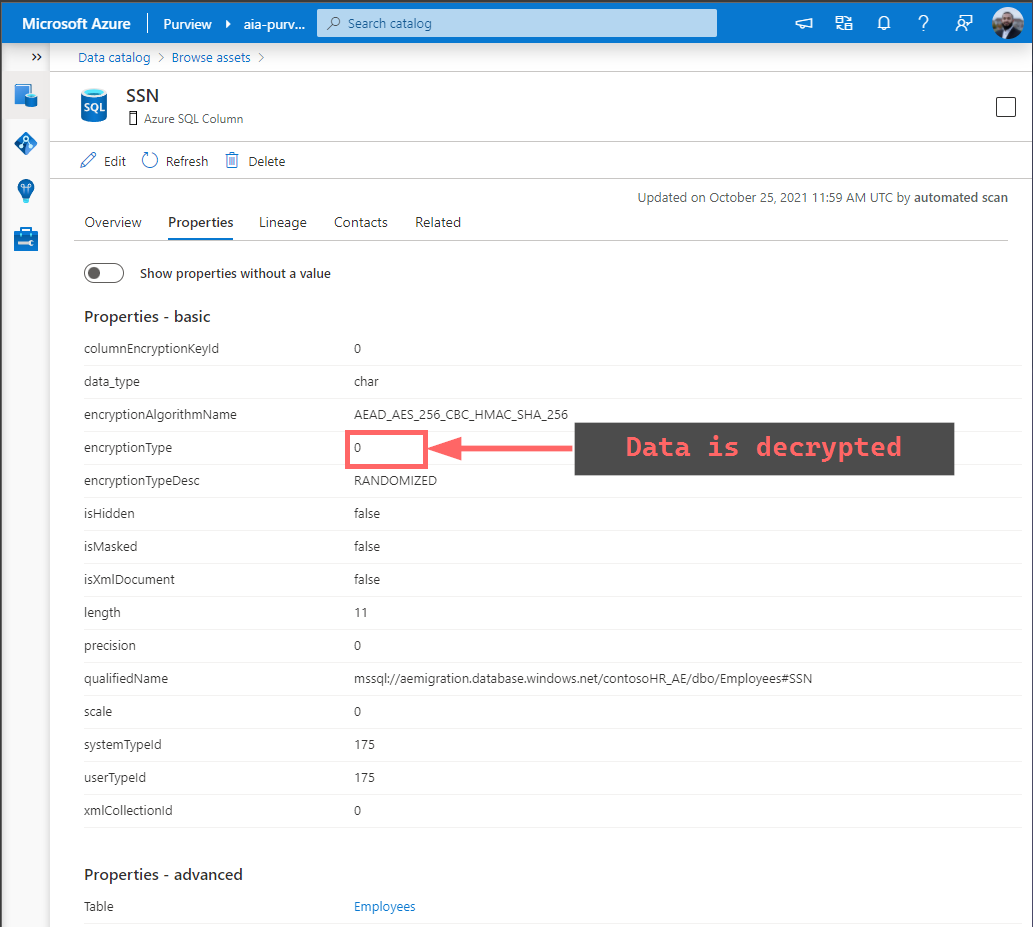 Microsoft Azure Purview aia-purv... Search catalog
Data catalog Browse assets
SQL SSN
Azure SQL Column
Edit Refresh Delete
Updated on October 25, 2021 11:59 AM UTC by automated scan
Overview Properties Lineage Contacts Related
Show properties without a value
Properties - basic
columnEncryptionKeyId 0
data_type char
encryptionAlgorithmName AEAD_AES_256_CBC_HMAC_SHA_256
encryptionType 0 Data is decrypted
encryptionTypeDesc RANDOMIZED
isHidden false
isMasked false
isXmlDocument false
length 11
precision 0
qualifiedName mssql://aemigration.database.windows.net/contosoHR_AE/dbo/Employees#SSN
scale 0
systemTypeId 175
userTypeId 175
xmlCollectionId 0
Properties - advanced
Table Employees